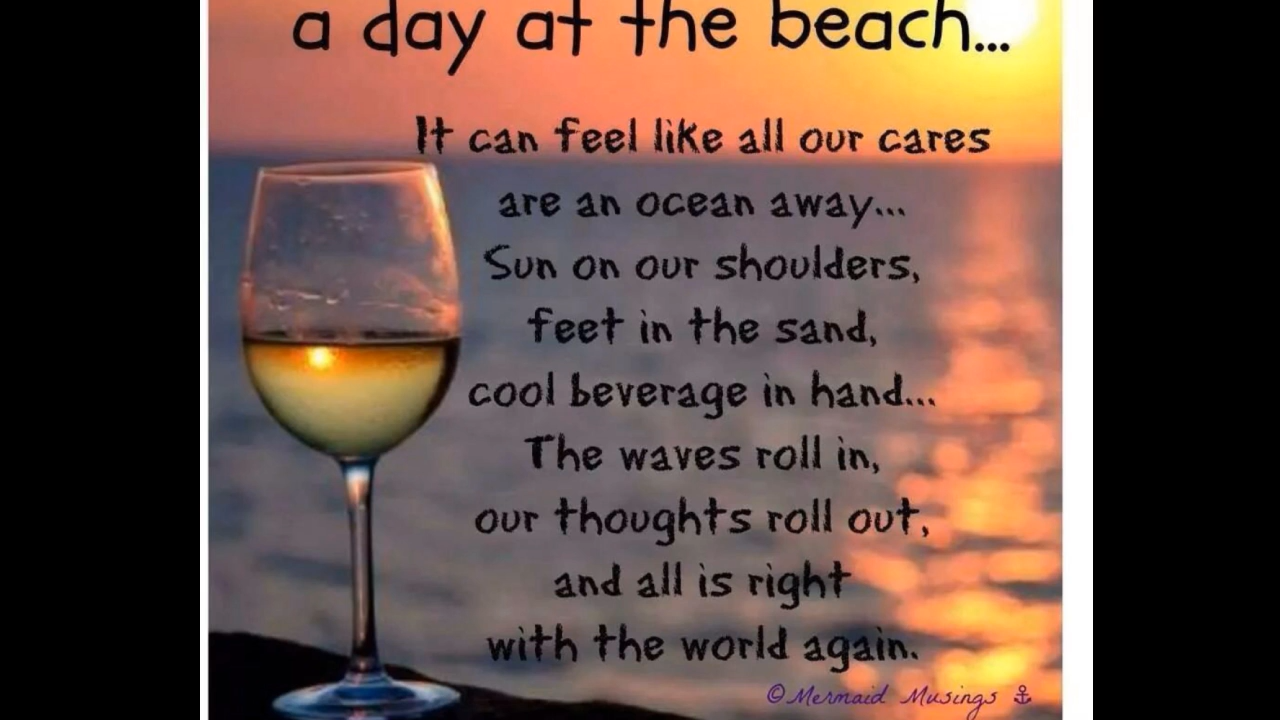 a day at the beach...
It can feel like all our cares
are an ocean away...
Sun on our shoulders,
feet in the sand,
cool beverage in hand...
The waves roll in,
our thoughts roll out,
and all is right
with the world again.
©Mermaid Musings